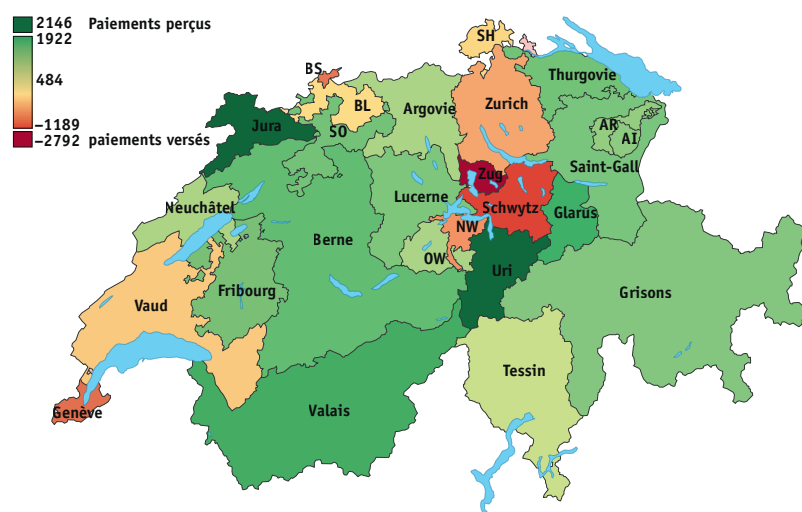 2146 Paiements perçus
1922
484
−1189
−2792 paiements versés
SH
BS
Thurgovie
BL
Argovie
Zurich
Jura
SO
AR
AI
Saint-Gall
Zug
Neuchâtel
Lucerne
Schwytz
Glarus
NW
Berne
OW
Uri
Fribourg
Grisons
Vaud
Tessin
Genève
Valais